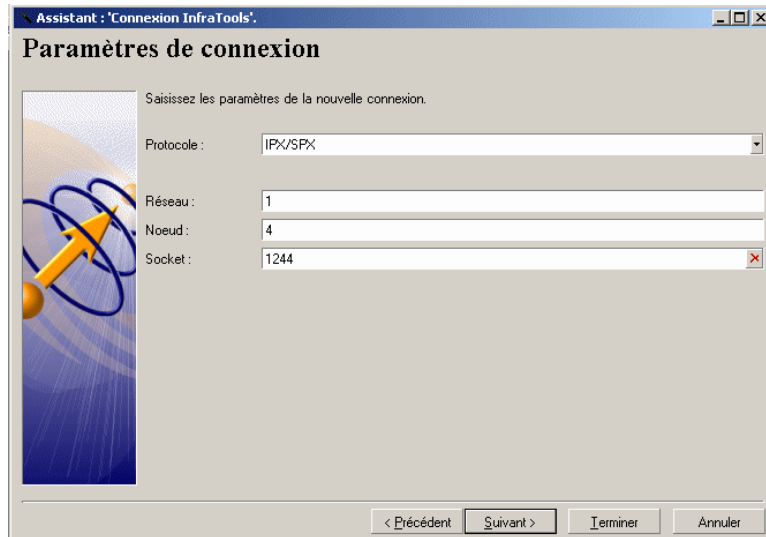 Assistant : 'Connexion InfraTools'.
Paramètres de connexion
Saisissez les paramètres de la nouvelle connexion.
Protocole : IPX/SPX
Réseau : 1
Noeud : 4
Socket : 1244
< Précédent Suivant > Terminer Annuler